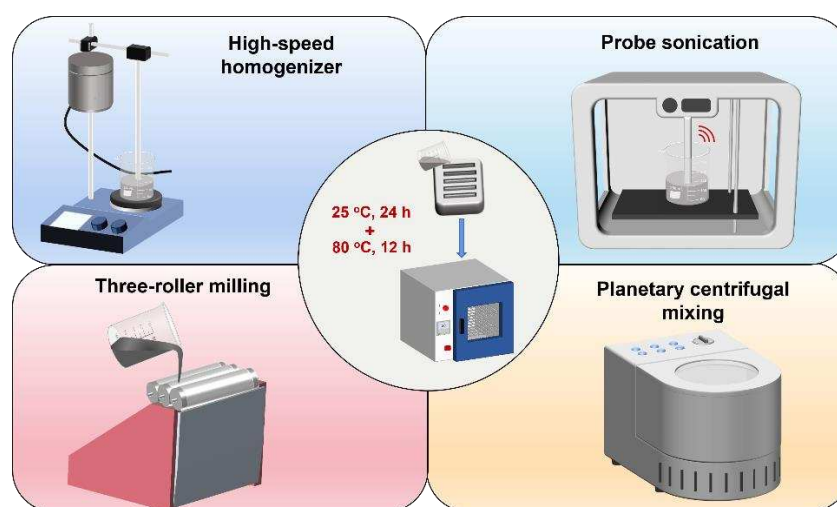 High-speed
homogenizer
Probe sonication
25 °C, 24 h
+
80 °C, 12 h
Three-roller milling
Planetary centrifugal
mixing